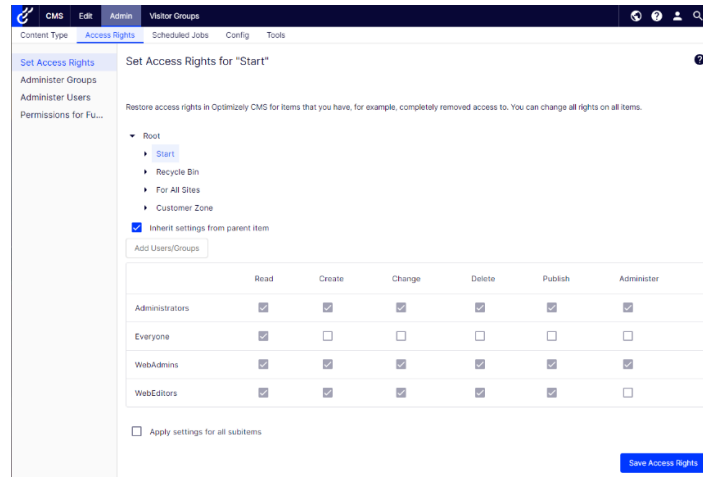 CMS Edit Admin Visitor Groups
Content Type Access Rights Scheduled Jobs Config Tools
Set Access Rights
Administer Groups
Administer Users
Permissions for Fu...
Set Access Rights for "Start"
Restore access rights in Optimizely CMS for items that you have, for example, completely removed access to. You can change all rights on all items.
Root
Start
Recycle Bin
For All Sites
Customer Zone
Inherit settings from parent item
Add Users/Groups
Read Create Change Delete Publish Administer
Administrators
Everyone
WebAdmins
WebEditors
Apply settings for all subitems
Save Access Rights